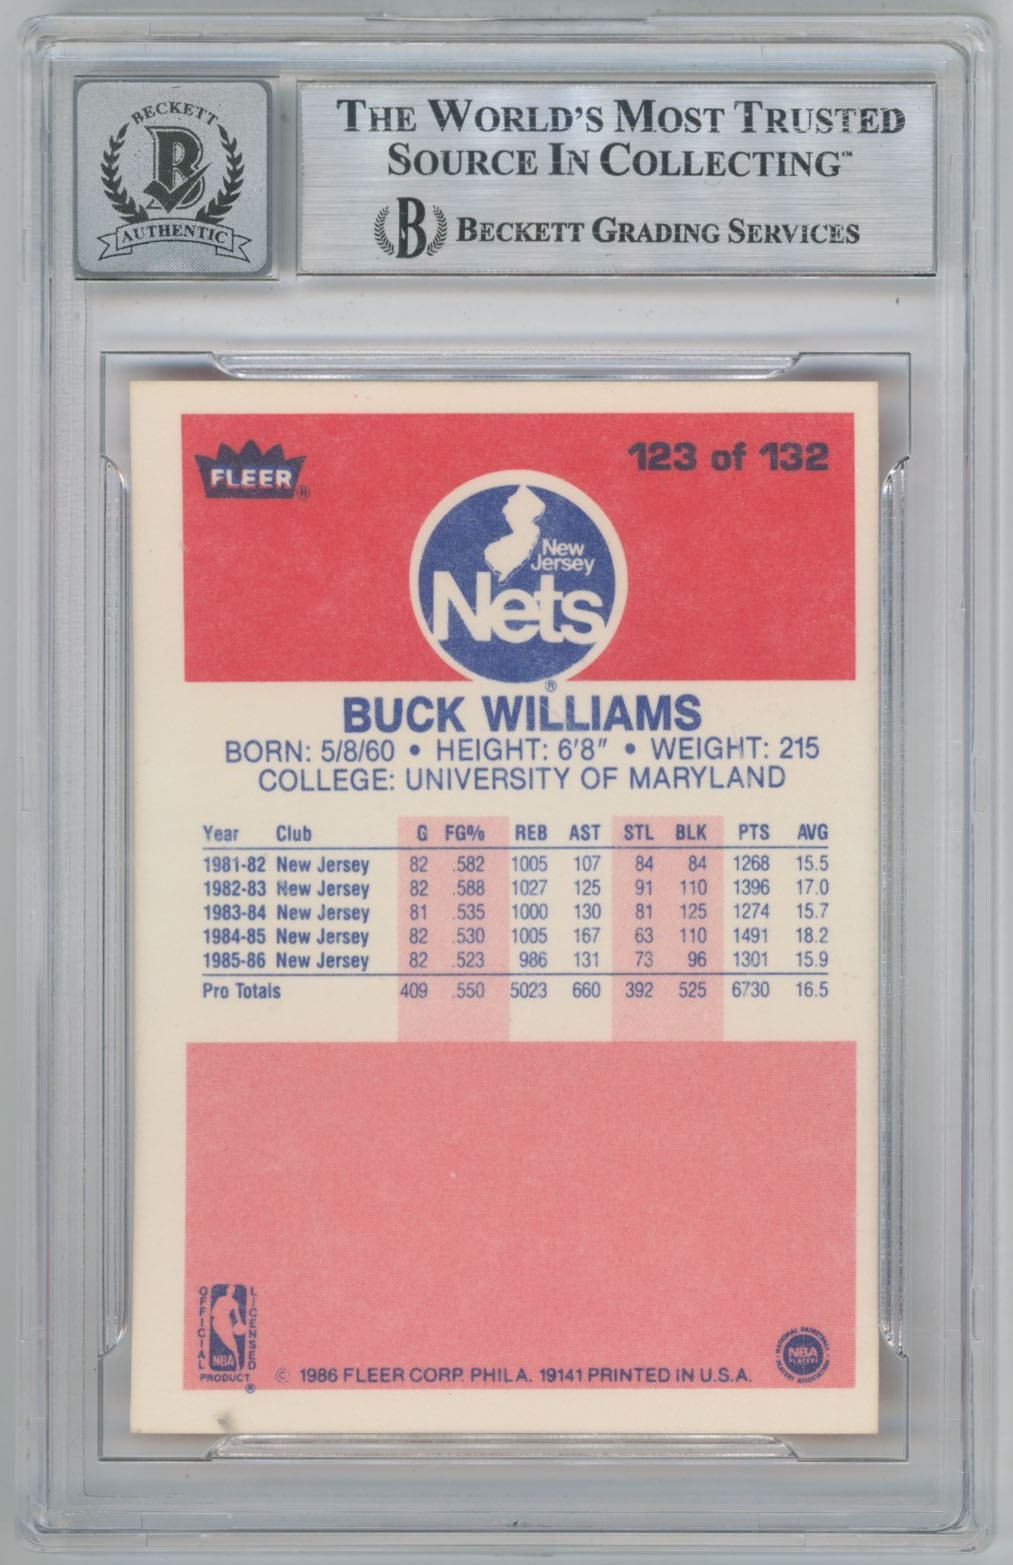 BECKETT
B
AUTHENTIC
THE WORLD'S MOST TRUSTED
SOURCE IN COLLECTING™
B BECKETT GRADING SERVICES
FLEER®
123 of 132
New
Jersey
Nets
®
BUCK WILLIAMS
BORN: 5/8/60 • HEIGHT: 6'8" • WEIGHT: 215
COLLEGE: UNIVERSITY OF MARYLAND
Year Club G FG% REB AST STL BLK PTS AVG
1981-82 New Jersey 82 .582 1005 107 84 84 1268 15.5
1982-83 New Jersey 82 .588 1027 125 91 110 1396 17.0
1983-84 New Jersey 81 .535 1000 130 81 125 1274 15.7
1984-85 New Jersey 82 .530 1005 167 63 110 1491 18.2
1985-86 New Jersey 82 .523 986 131 73 96 1301 15.9
Pro Totals 409 .550 5023 660 392 525 6730 16.5
OFFICIAL
LICENSED
NBA
PRODUCT
®
© 1986 FLEER CORP. PHILA. 19141 PRINTED IN U.S.A.
NATIONAL BASKETBALL
NBA
PLAYERS
PLAYERS ASSOCIATION